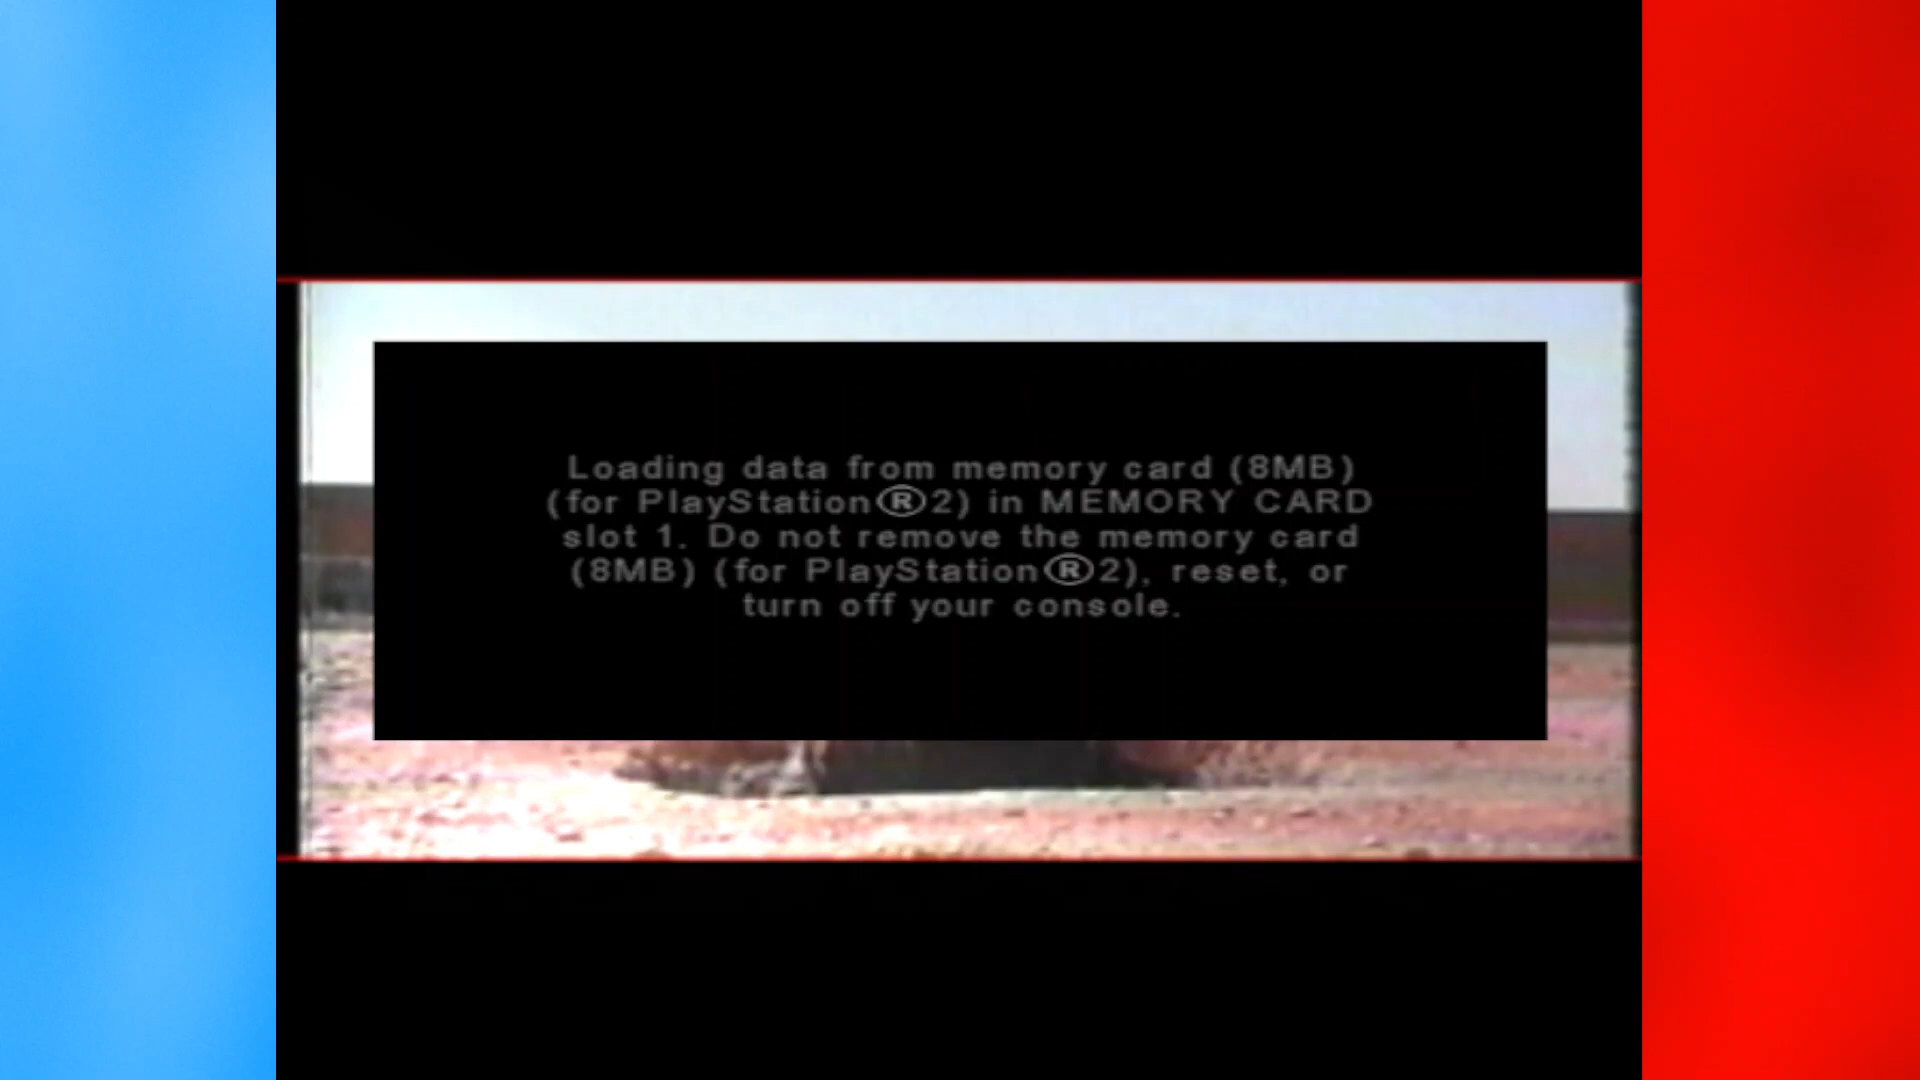 Loading data from memory card (8MB)
(for PlayStation®2) in MEMORY CARD
slot 1. Do not remove the memory card
(8MB) (for PlayStation®2), reset, or
turn off your console.